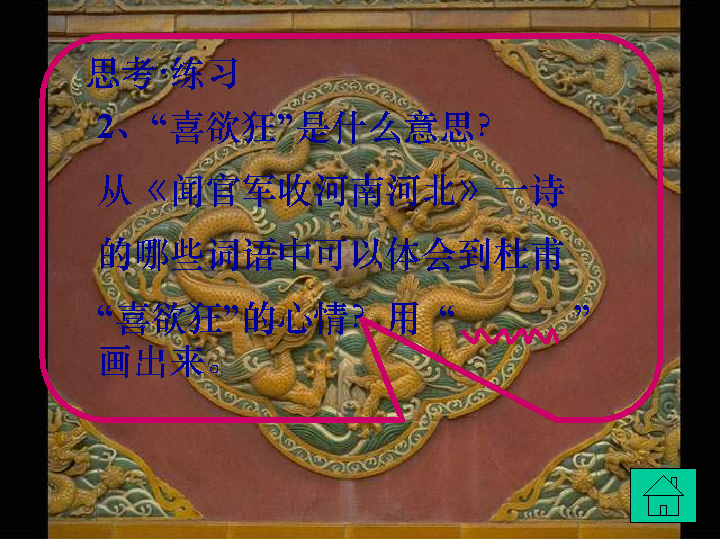 思考·练习
2、“喜欲狂”是什么意思？
从《闻官军收河南河北》一诗
的哪些词语中可以体会到杜甫
“喜欲狂”的心情？用“ ”
画出来。